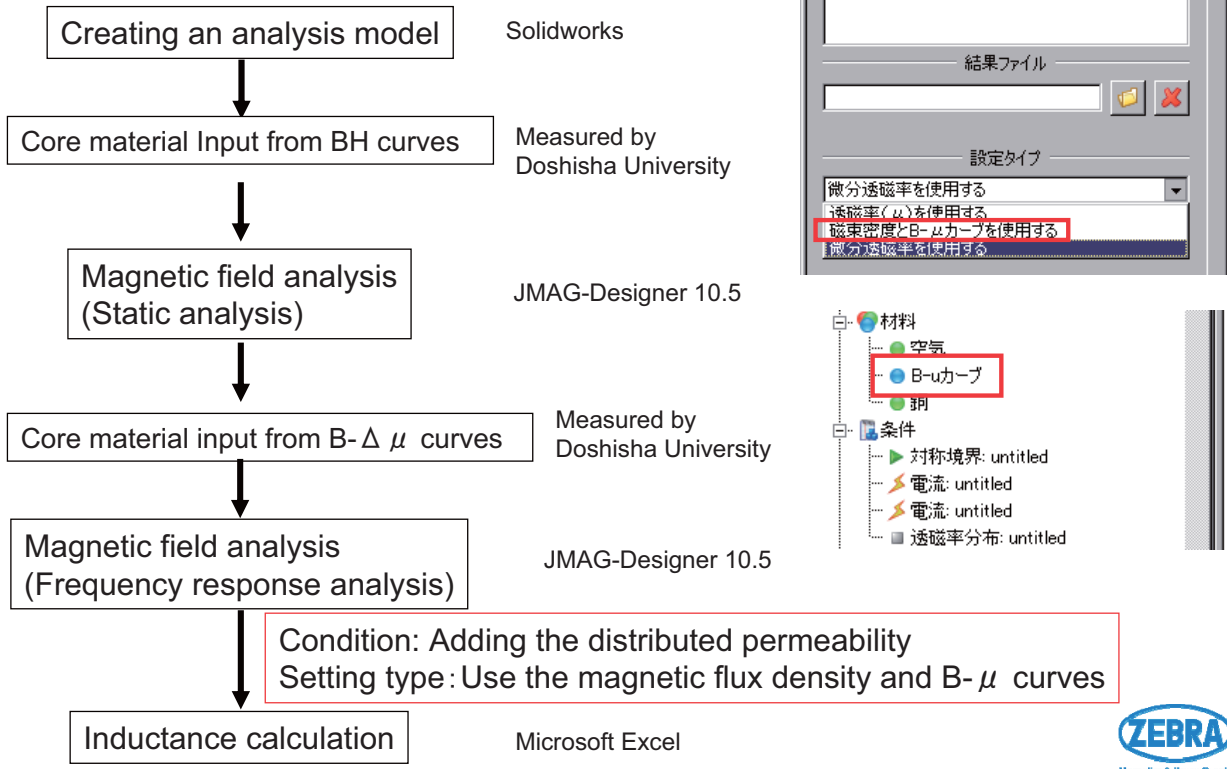 Creating an analysis model
Solidworks
Core material Input from BH curves
Measured by
Doshisha University
Magnetic field analysis
(Static analysis)
JMAG-Designer 10.5
Core material input from B-Δμ curves
Measured by
Doshisha University
Magnetic field analysis
(Frequency response analysis)
JMAG-Designer 10.5
Condition: Adding the distributed permeability
Setting type:Use the magnetic flux density and B-μ curves
Inductance calculation
Microsoft Excel
結果ファイル
設定タイプ
微分透磁率を使用する
透磁率(μ)を使用する
磁束密度とB-μカーブを使用する
微分透磁率を使用する
材料
空気
B-uカーブ
銅
条件
対称境界: untitled
電流: untitled
電流: untitled
透磁率分布: untitled
ZEBRA